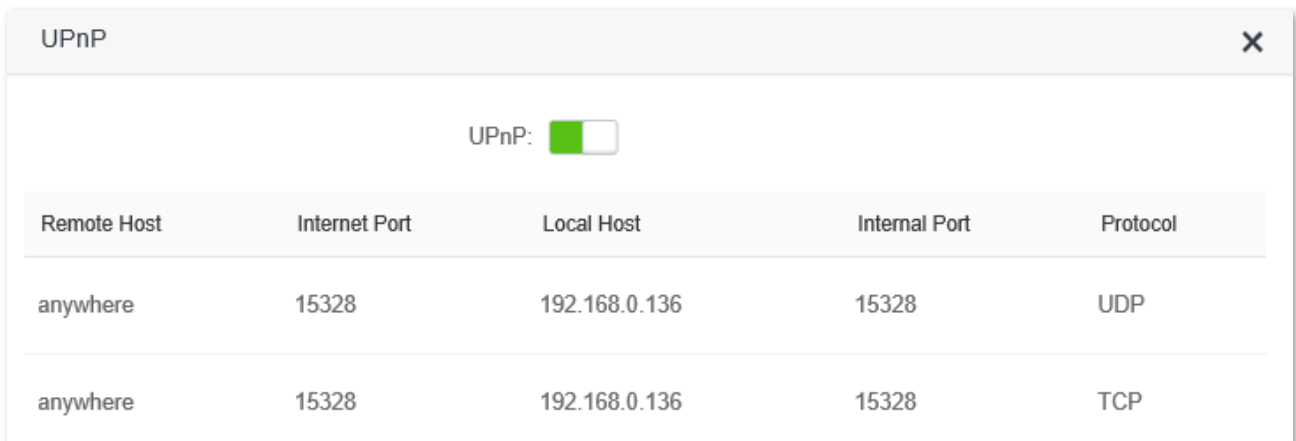 UPnP
UPnP:
Remote Host Internet Port Local Host Internal Port Protocol
anywhere 15328 192.168.0.136 15328 UDP
anywhere 15328 192.168.0.136 15328 TCP